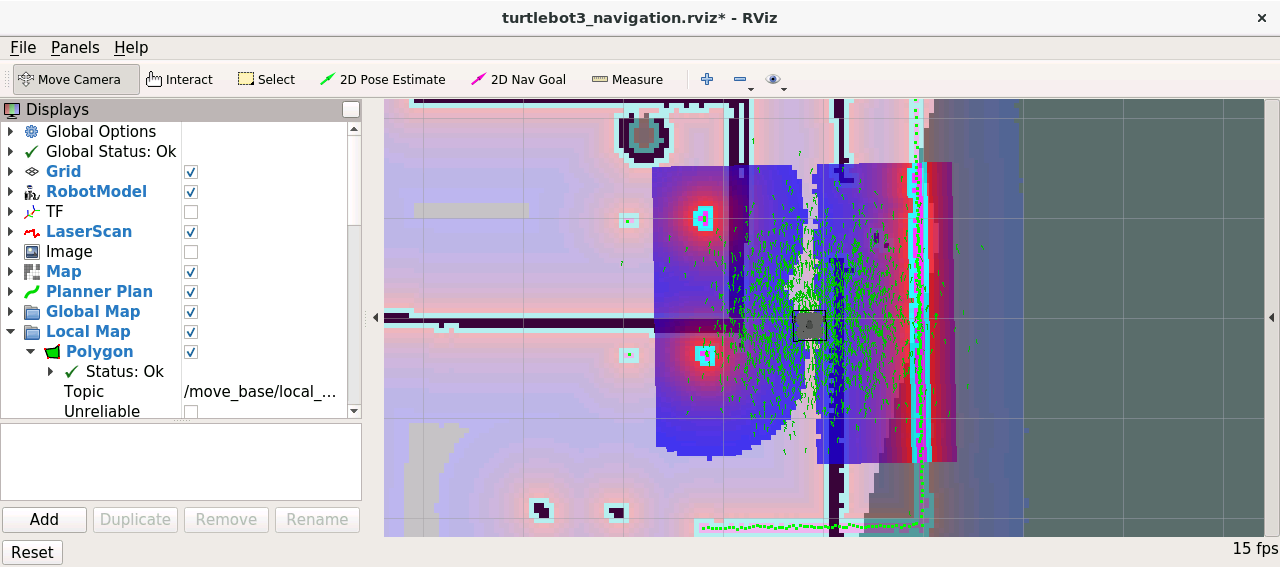 turtlebot3_navigation.rviz* - RViz
File Panels Help
Move Camera Interact Select 2D Pose Estimate 2D Nav Goal Measure
Displays
Global Options
Global Status: Ok
Grid
RobotModel
TF
LaserScan
Image
Map
Planner Plan
Global Map
Local Map
Polygon
Status: Ok
Topic /move_base/local_...
Unreliable
Add Duplicate Remove Rename
Reset 15 fps